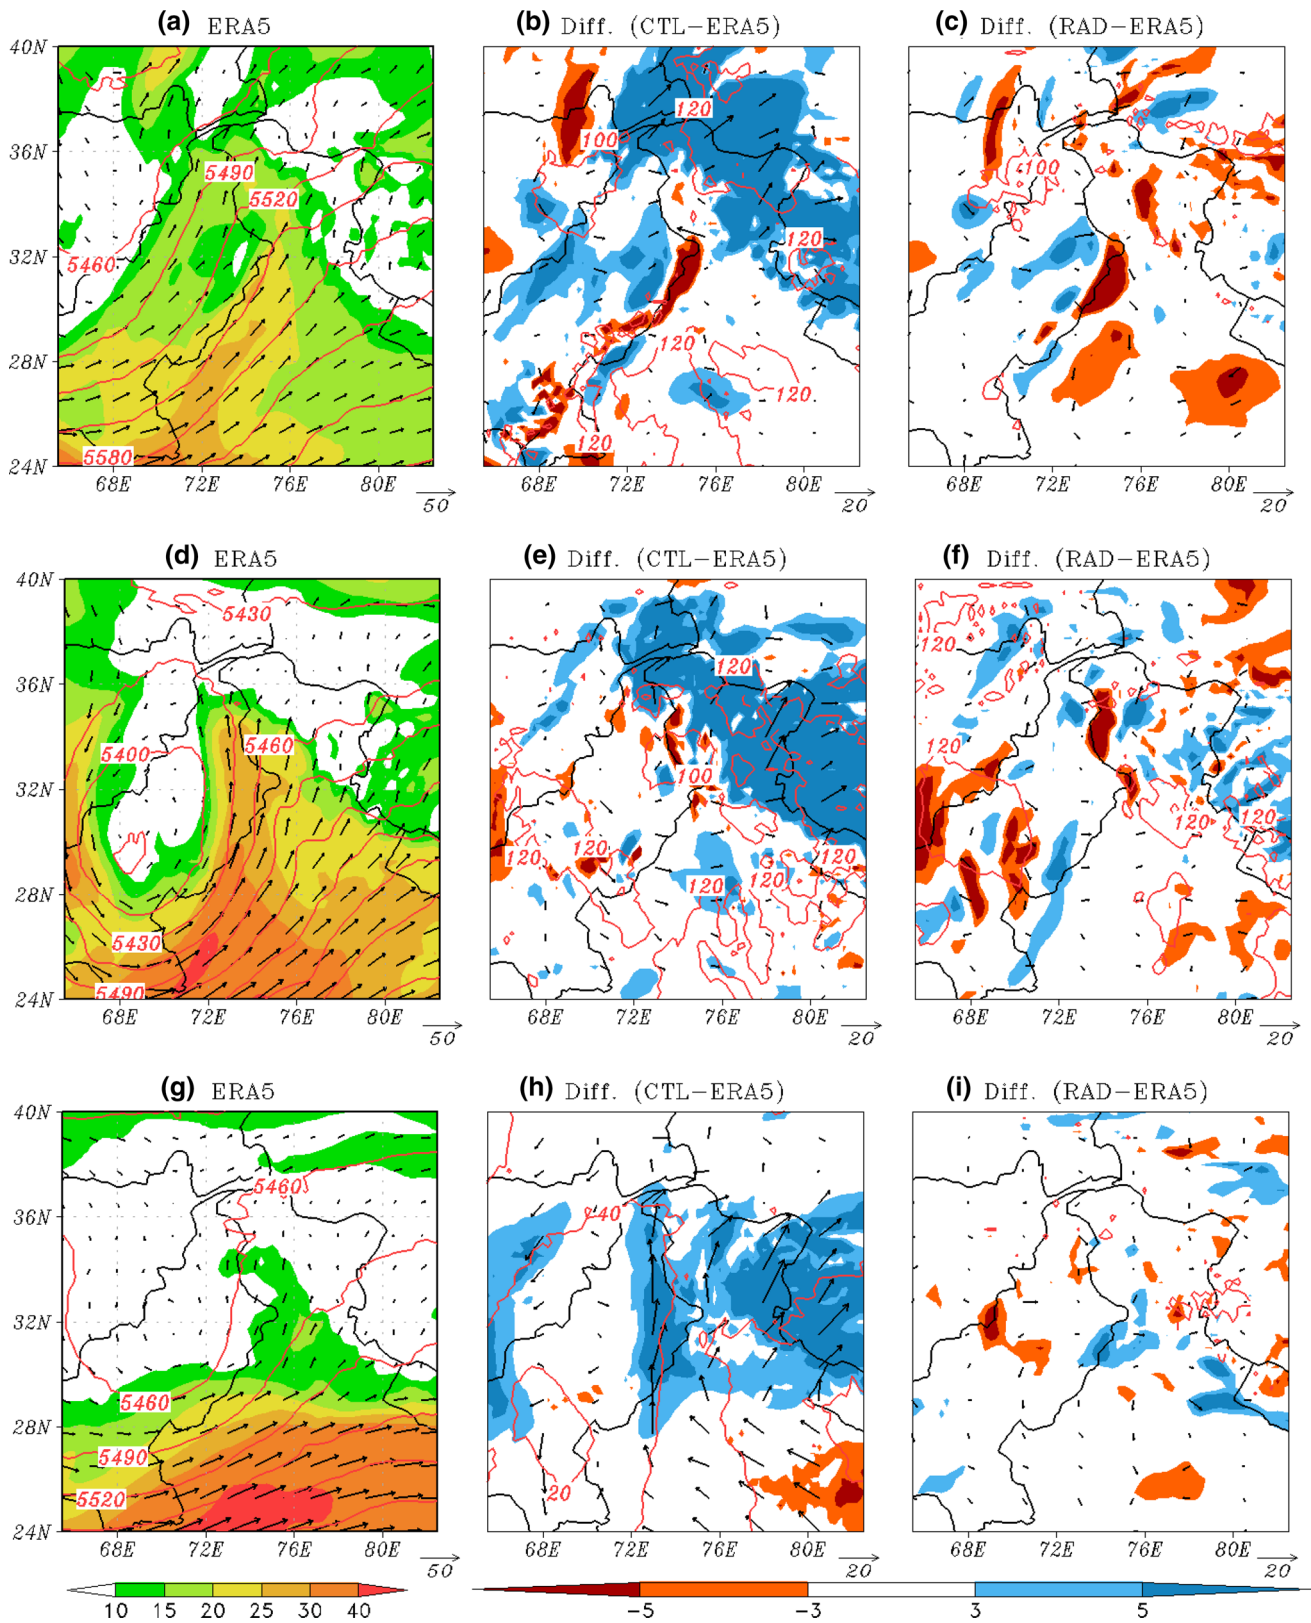 (a) ERA5 (b) Diff. (CTL-ERA5) (c) Diff. (RAD-ERA5)
40N
120
100 100
36N
5490
5520
32N
5460 120
28N
120
120
5580 120
24N
68E 72E 76E 80E 68E 72E 76E 80E 68E 72E 76E 80E
50 20 20
(d) ERA5 (e) Diff. (CTL-ERA5) (f) Diff. (RAD-ERA5)
40N
5430
120
36N 120
5400 5460
120
100
32N
120 120
120 120 120
28N 120 120
5430
5490
24N
68E 72E 76E 80E 68E 72E 76E 80E 68E 72E 76E 80E
50 20 20
(g) ERA5 (h) Diff. (CTL-ERA5) (i) Diff. (RAD-ERA5)
40N
5460
36N 40
32N
5460
28N
5490
5520 20
24N
68E 72E 76E 80E 68E 72E 76E 80E 68E 72E 76E 80E
50 20 20
10 15 20 25 30 40 -5 -3 3 5